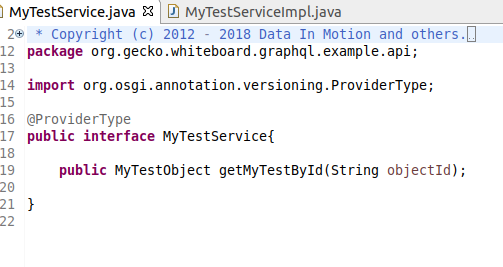 MyTestService.java MyTestServiceImpl.java
2 * Copyright (c) 2012 - 2018 Data In Motion and others.
12 package org.gecko.whiteboard.graphql.example.api;
13
14 import org.osgi.annotation.versioning.ProviderType;
15
16 @ProviderType
17 public interface MyTestService{
18
19 public MyTestObject getMyTestById(String objectId);
20
21 }
22